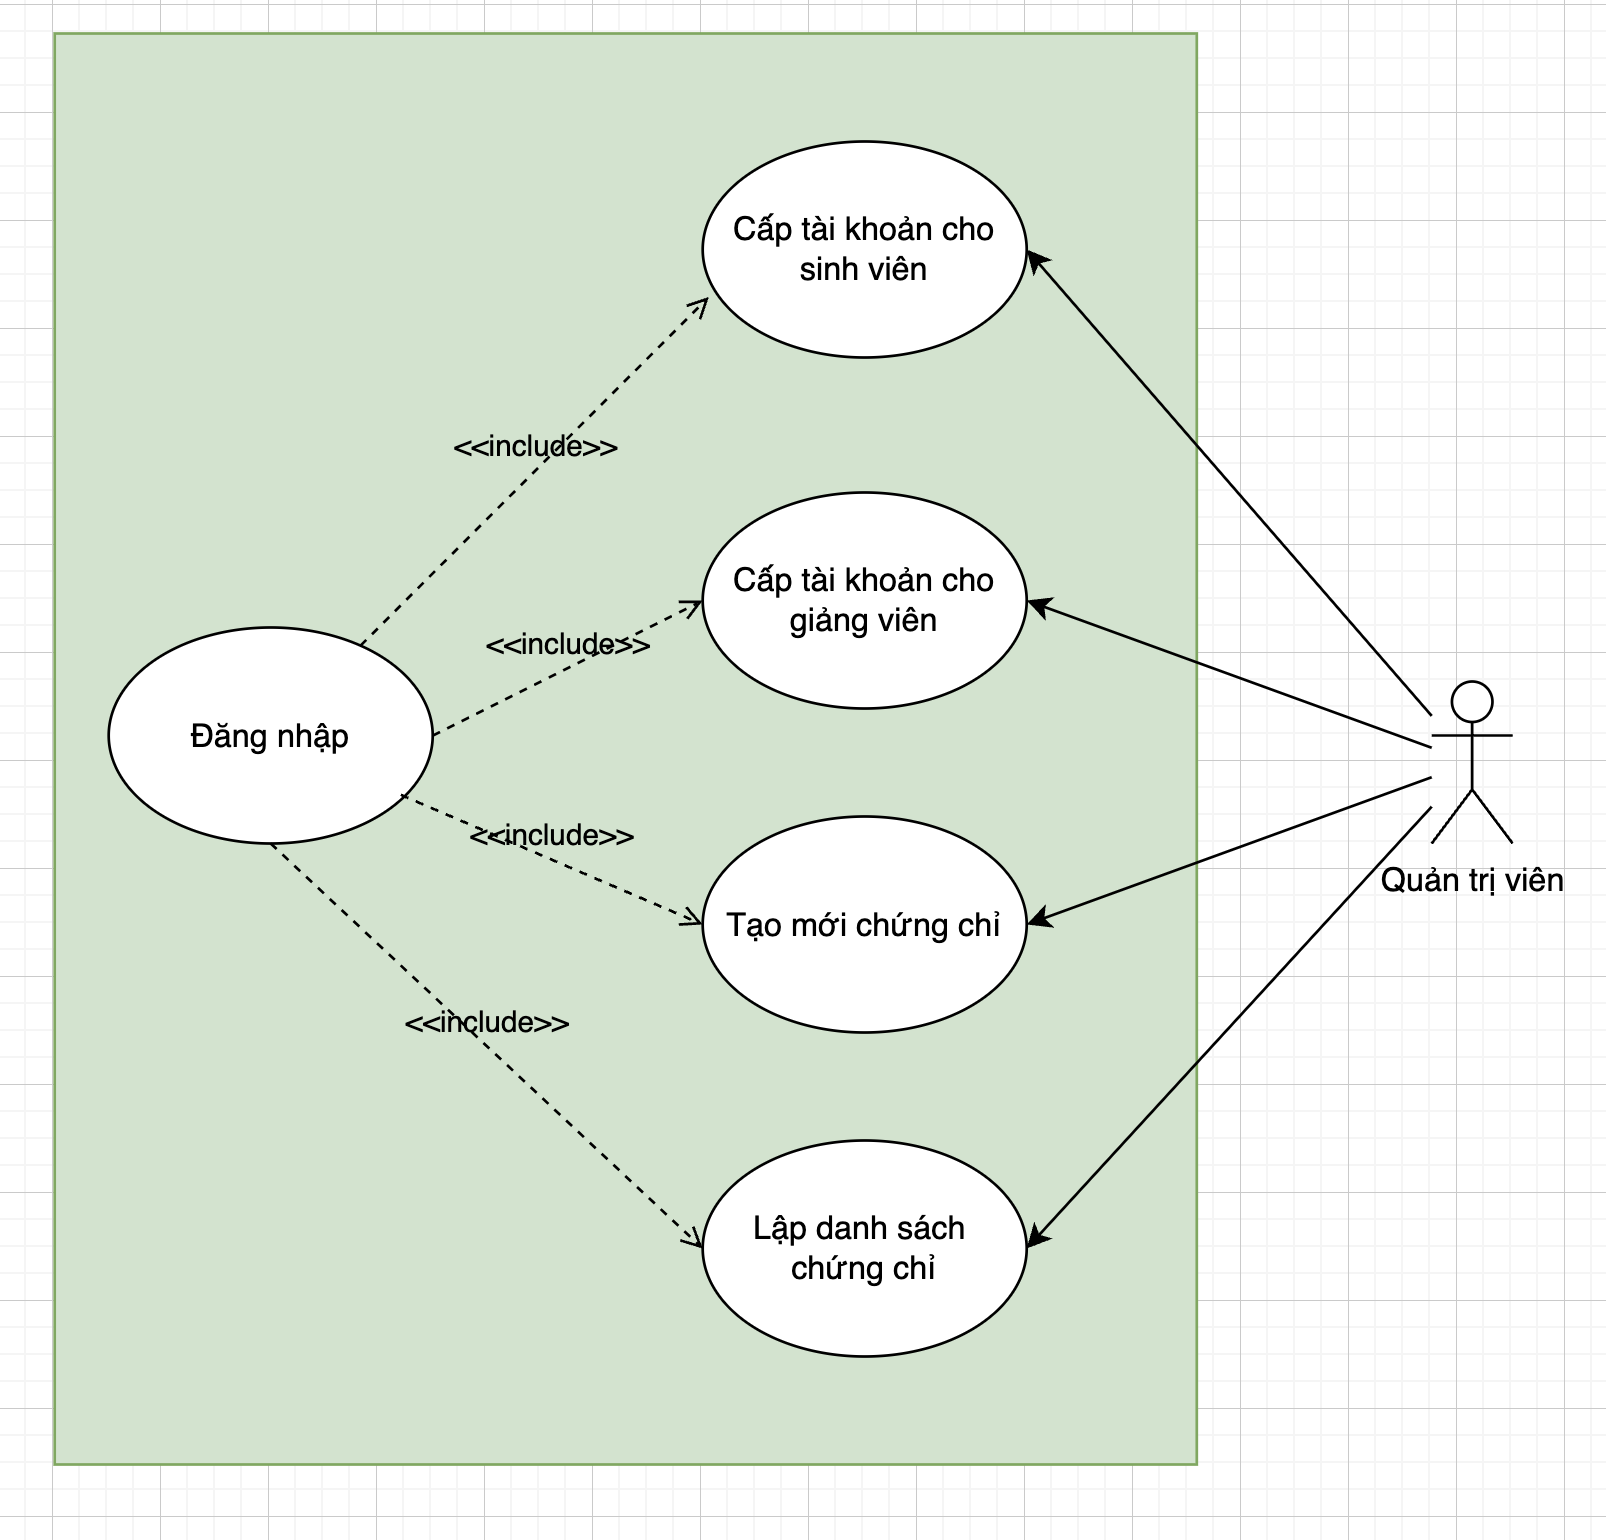 Cấp tài khoản cho
sinh viên
<<include>>
Cấp tài khoản cho
giảng viên
<<include>>
Đăng nhập
<<include>>
Quản trị viên
Tạo mới chứng chỉ
<<include>>
Lập danh sách
chứng chỉ